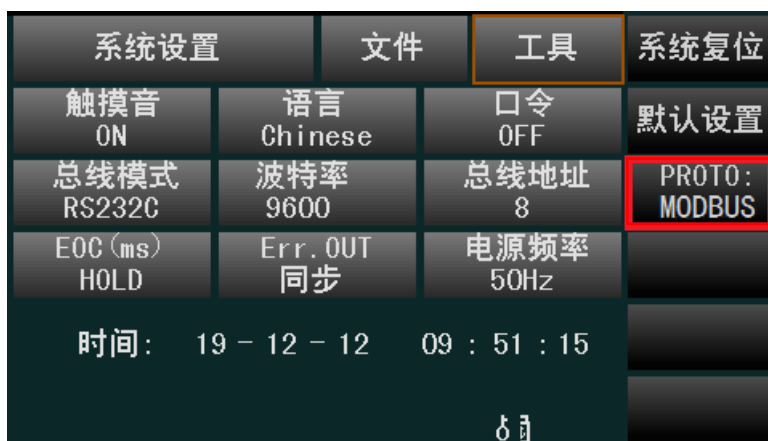 系统设置 文件 工具 系统复位
触摸音 语言 口令 默认设置
ON Chinese OFF
总线模式 波特率 总线地址 PROTO:
RS232C 9600 8 MODBUS
EOC(ms) Err.OUT 电源频率
HOLD 同步 50Hz
时间: 19 - 12 - 12 09 : 51 : 15